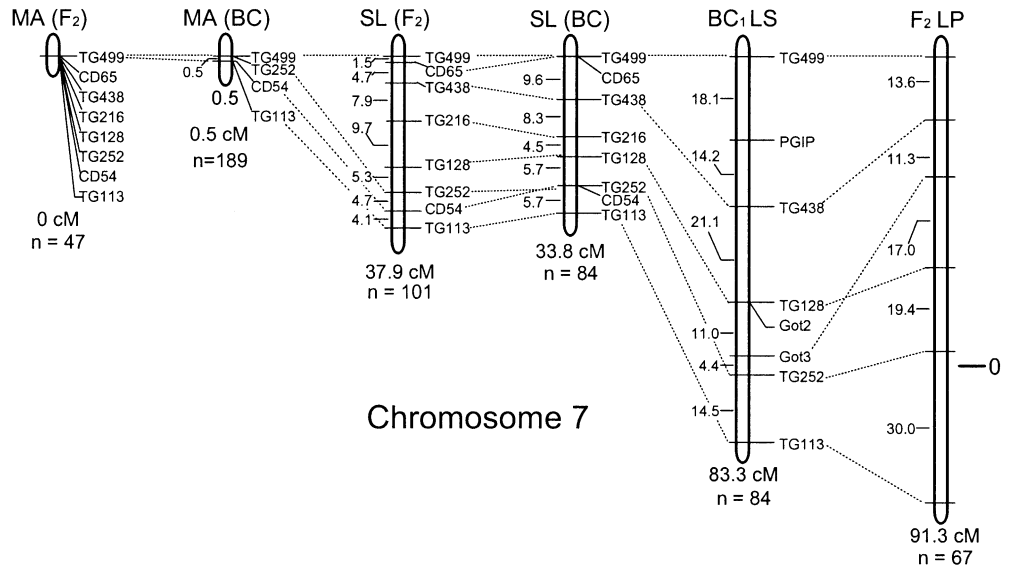 MA (F₂)
MA (BC)
SL (F₂)
SL (BC)
BC₁ LS
F₂ LP
TG499
CD65
TG438
TG216
TG128
TG252
CD54
TG113
0 cM
n = 47
0.5
TG499
TG252
CD54
TG113
0.5
0.5 cM
n=189
1.5
4.7
7.9
9.7
5.3
4.7
4.1
TG499
CD65
TG438
TG216
TG128
TG252
CD54
TG113
37.9 cM
n = 101
9.6
8.3
4.5
5.7
5.7
TG499
CD65
TG438
TG216
TG128
TG252
CD54
TG113
33.8 cM
n = 84
18.1
14.2
21.1
11.0
4.4
14.5
TG499
PGIP
TG438
TG128
Got2
Got3
TG252
TG113
83.3 cM
n = 84
13.6
11.3
17.0
19.4
30.0
0
91.3 cM
n = 67
Chromosome 7